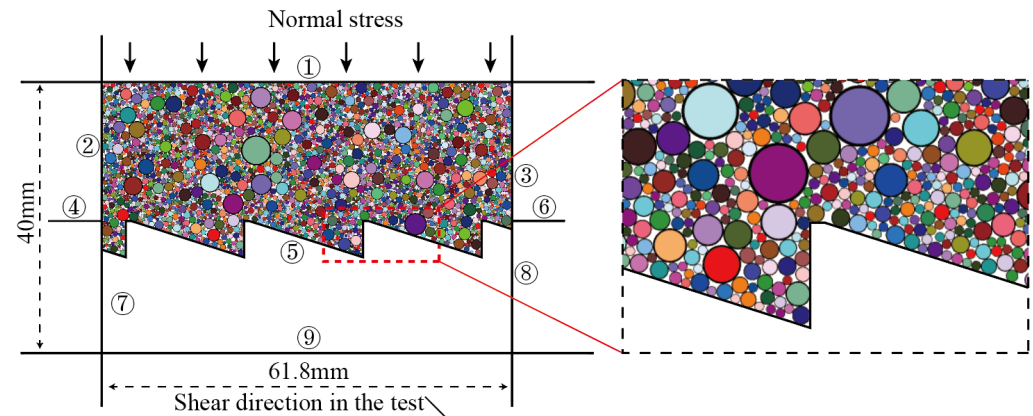 Normal stress
①
②
③
④
⑥
40mm
⑤
⑧
⑦
⑨
61.8mm
Shear direction in the test